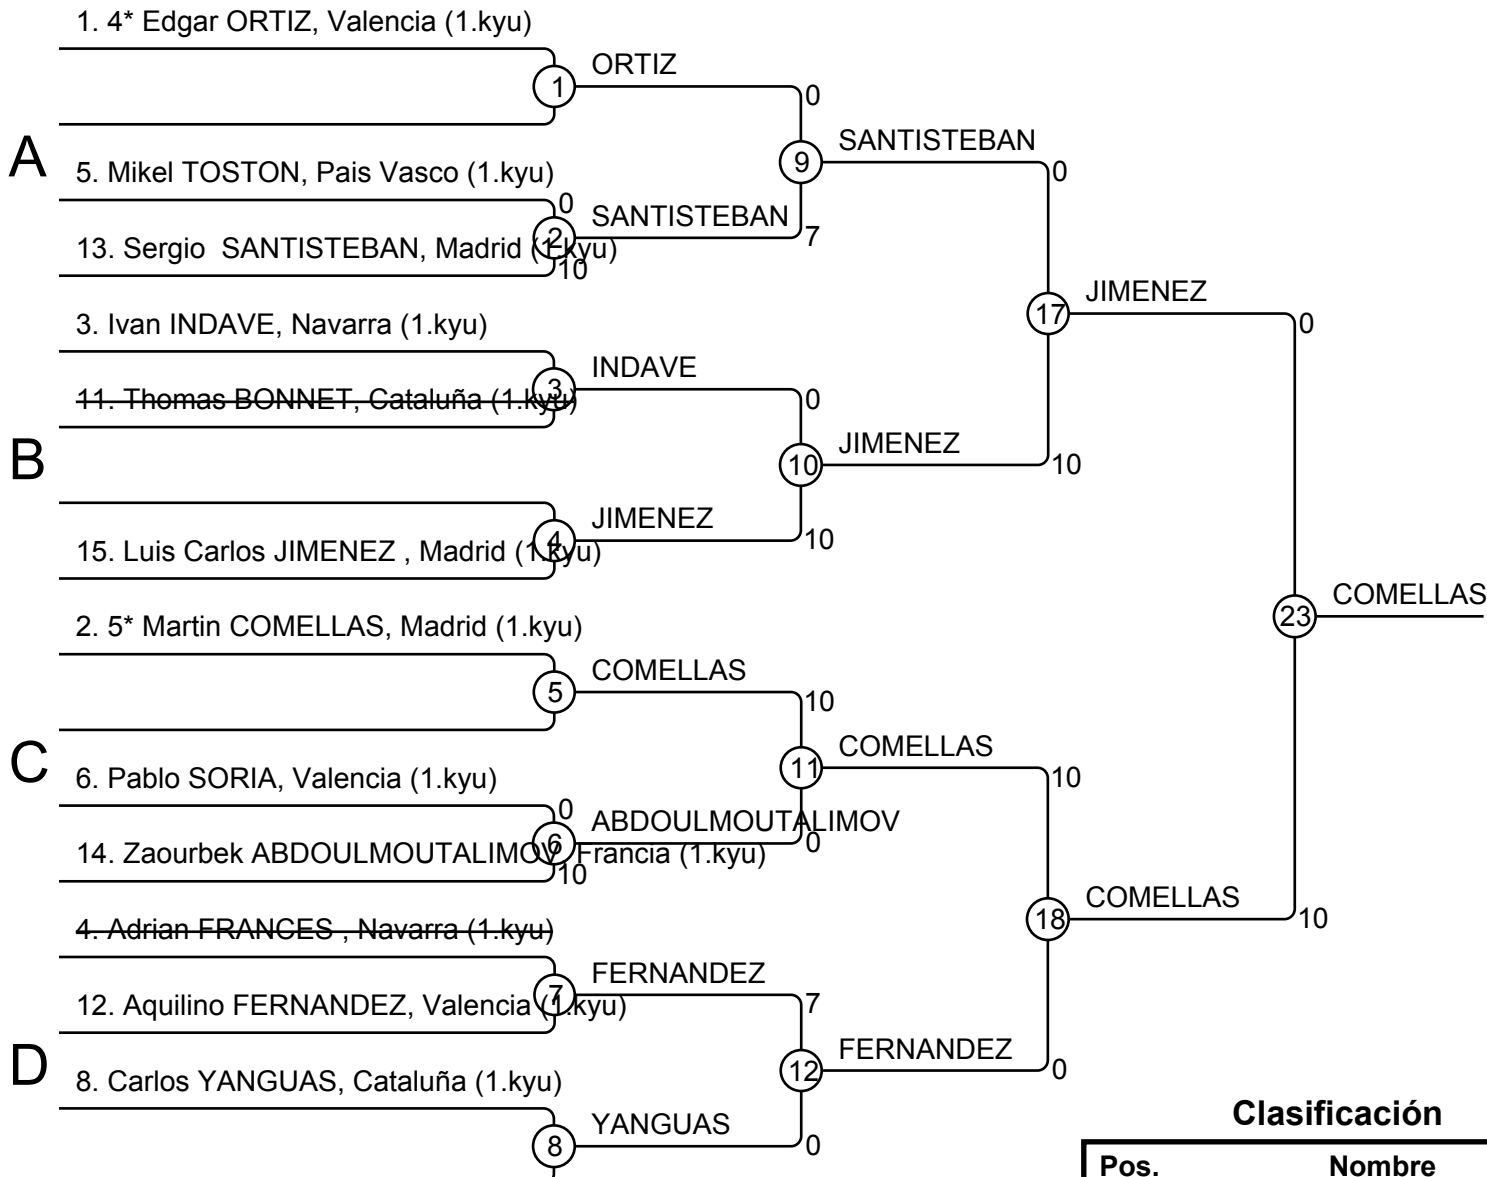 1. 4* Edgar ORTIZ, Valencia (1.kyu)
1
ORTIZ
0
A
5. Mikel TOSTON, Pais Vasco (1.kyu)
0
13. Sergio  SANTISTEBAN, Madrid (1.kyu)
2
10
SANTISTEBAN
7
9
SANTISTEBAN
0
3. Ivan INDAVE, Navarra (1.kyu)
11. Thomas BONNET, Cataluña (1.kyu)
3
INDAVE
0
B
15. Luis Carlos JIMENEZ , Madrid (1.kyu)
4
JIMENEZ
10
10
JIMENEZ
10
17
JIMENEZ
0
2. 5* Martin COMELLAS, Madrid (1.kyu)
5
COMELLAS
10
C
6. Pablo SORIA, Valencia (1.kyu)
0
14. Zaourbek ABDOULMOUTALIMOV, Francia (1.kyu)
6
10
ABDOULMOUTALIMOV
0
11
COMELLAS
10
4. Adrian FRANCES , Navarra (1.kyu)
12. Aquilino FERNANDEZ, Valencia (1.kyu)
7
FERNANDEZ
7
D
8. Carlos YANGUAS, Cataluña (1.kyu)
8
YANGUAS
0
12
FERNANDEZ
0
18
COMELLAS
10
23
COMELLAS
Clasificación
Pos. Nombre